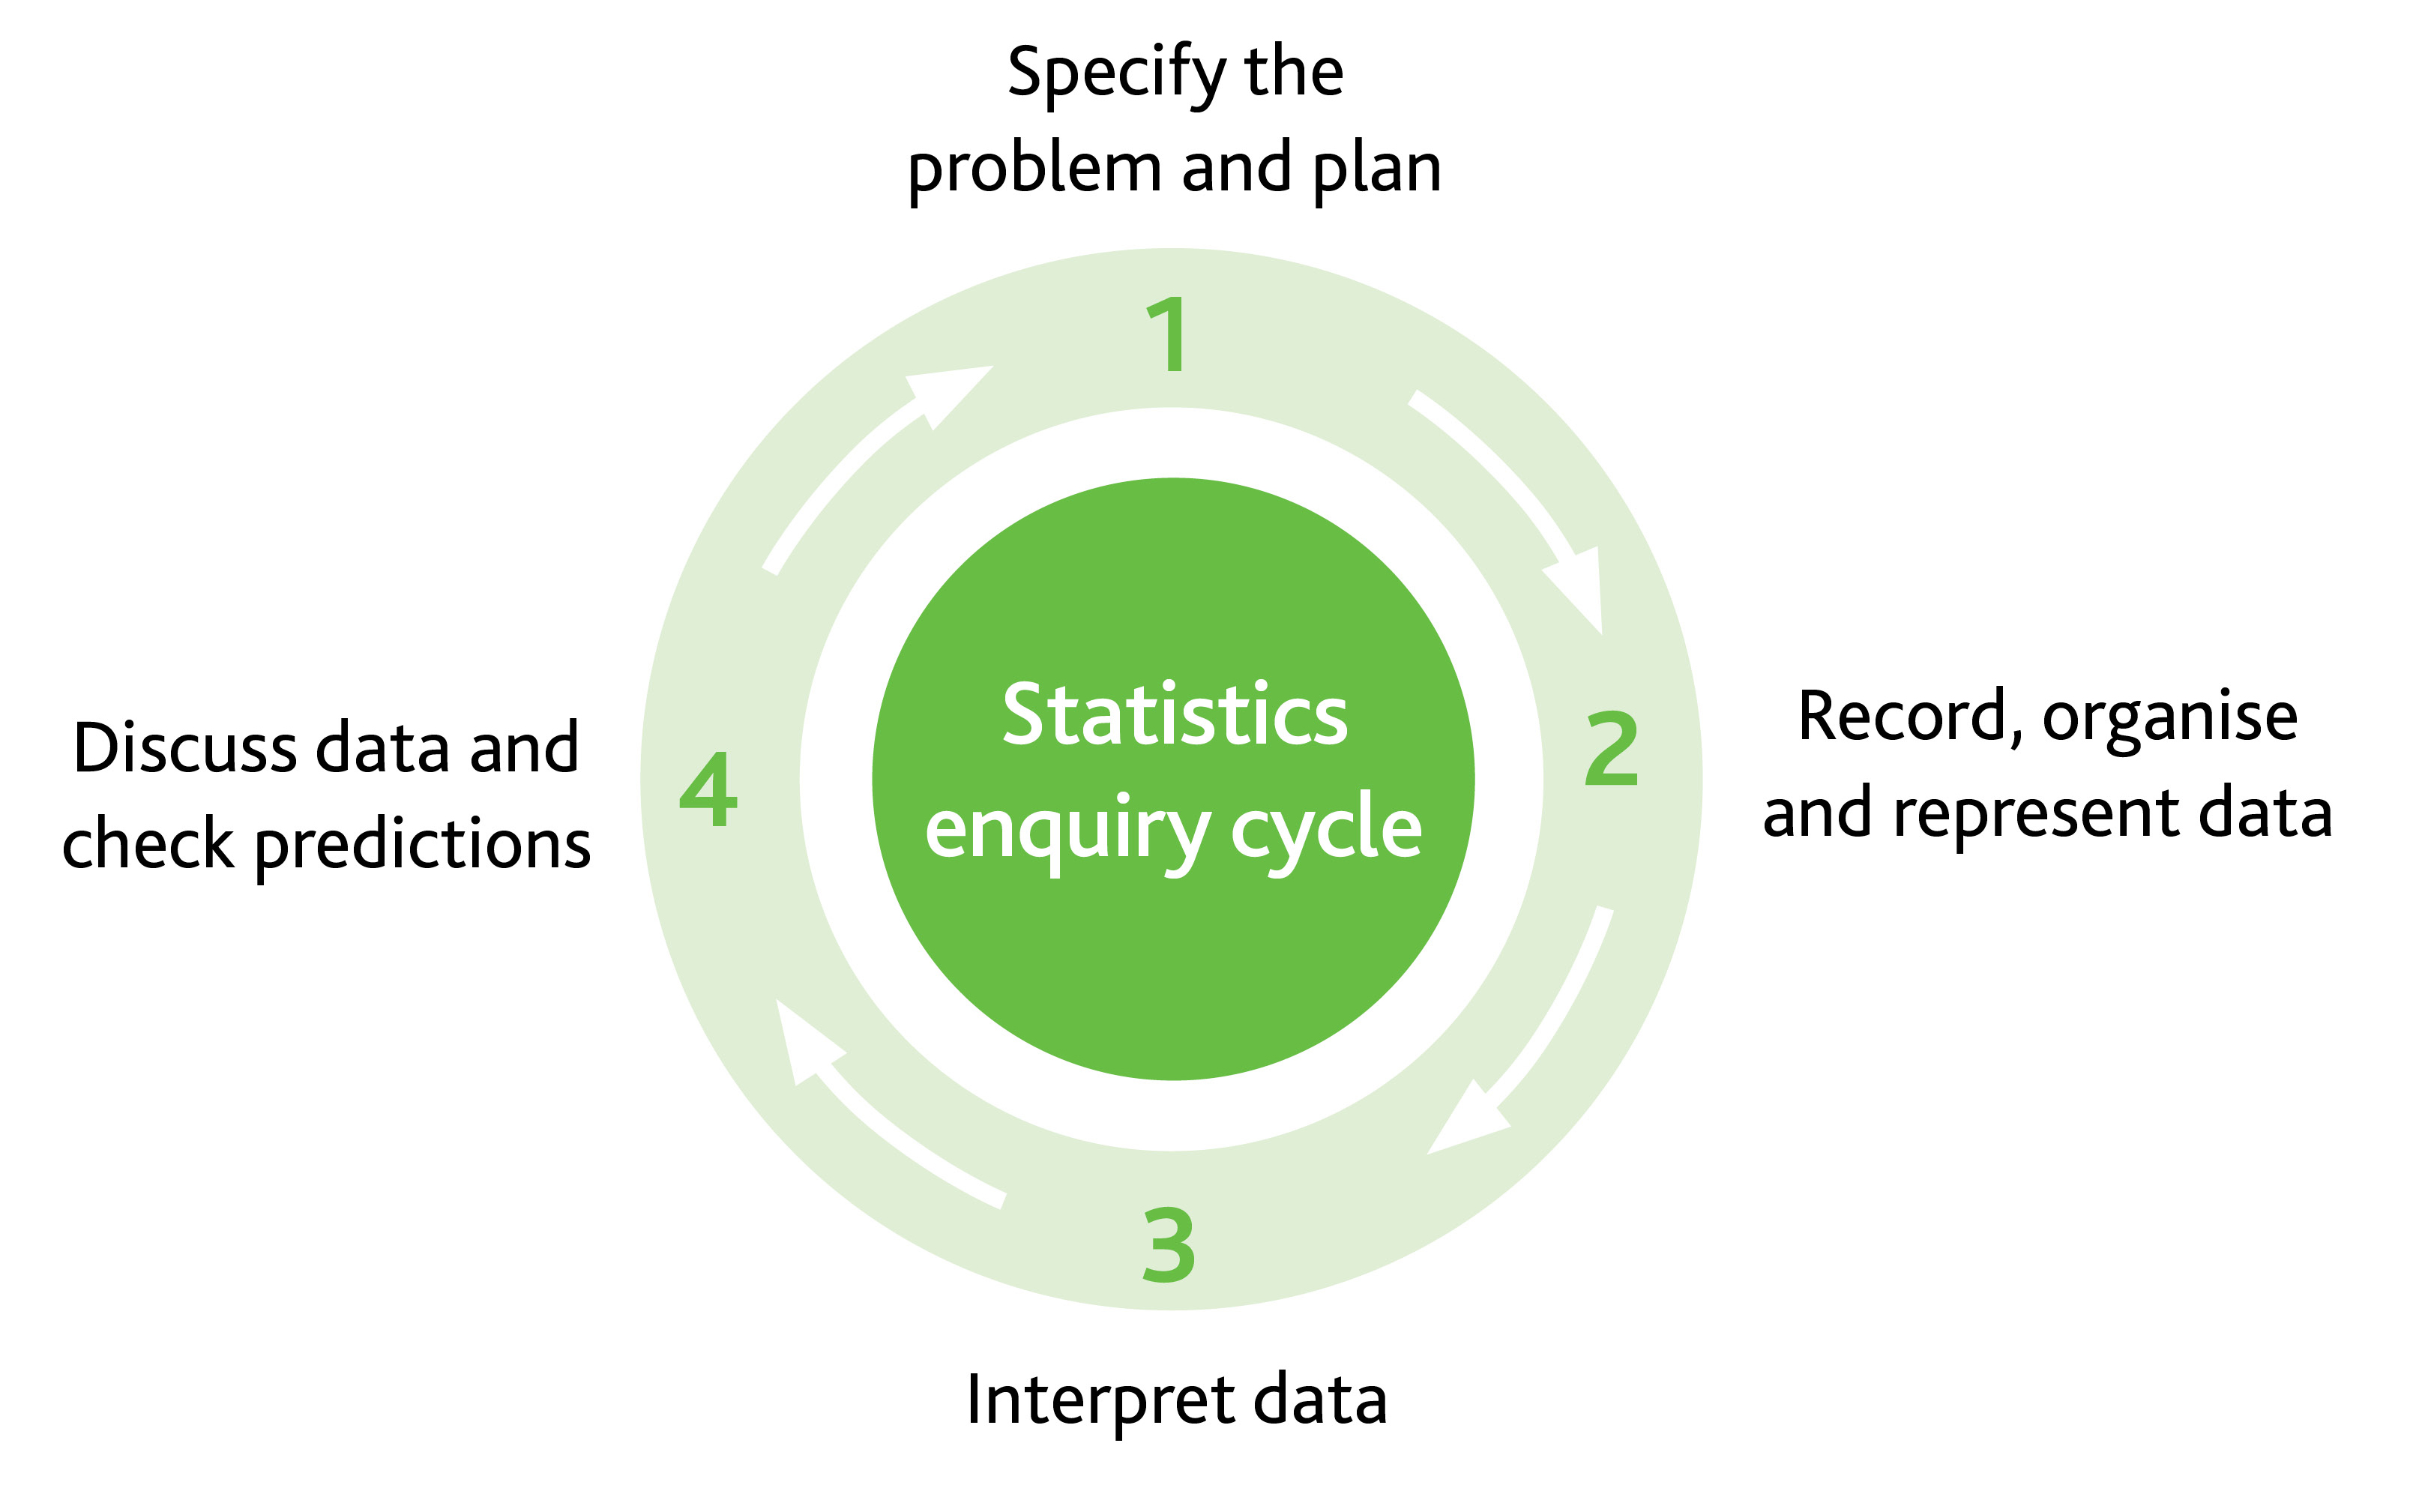 Specify the
problem and plan
1
Statistics
enquiry cycle
2
Record, organise
and represent data
3
Interpret data
4
Discuss data and
check predictions